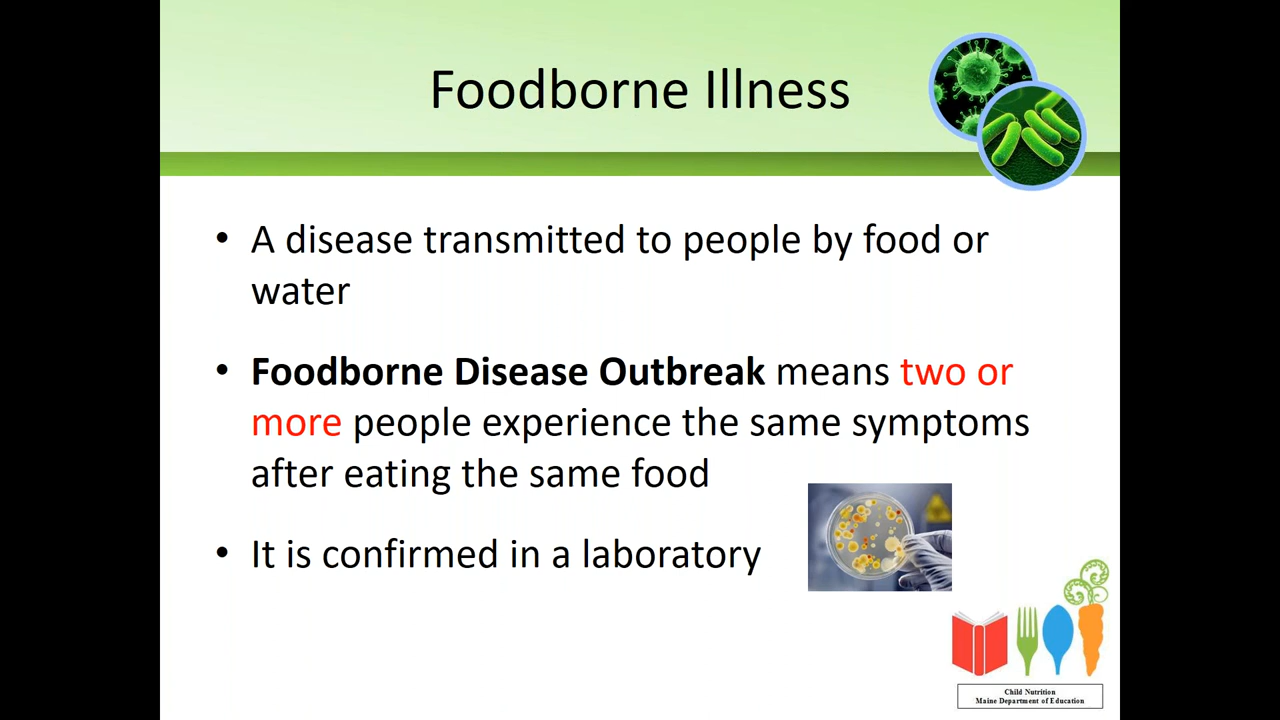 Foodborne Illness
• A disease transmitted to people by food or
water
• Foodborne Disease Outbreak means two or
more people experience the same symptoms
after eating the same food
• It is confirmed in a laboratory
Child Nutrition
Maine Department of Education